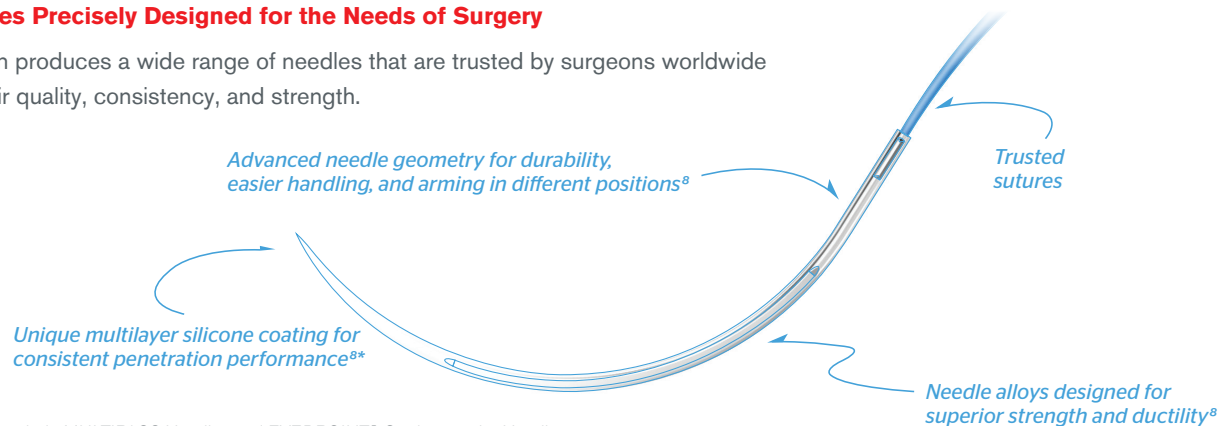 es Precisely Designed for the Needs of Surgery
n produces a wide range of needles that are trusted by surgeons worldwide
ir quality, consistency, and strength.
Advanced needle geometry for durability,
easier handling, and arming in different positions⁸
Trusted
sutures
Unique multilayer silicone coating for
consistent penetration performance⁸*
Needle alloys designed for
superior strength and ductility⁸